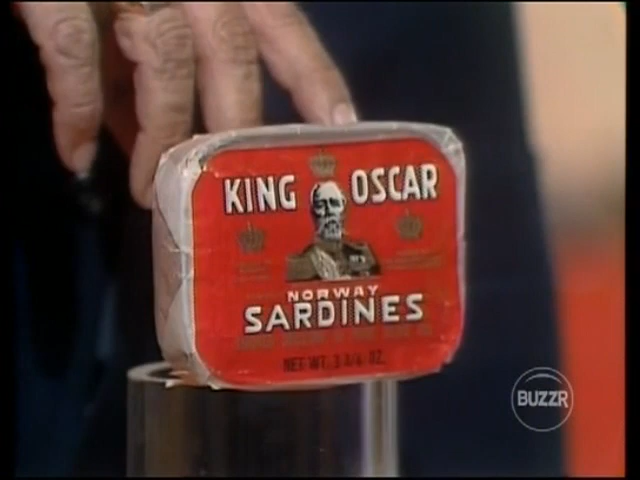 KING OSCAR
NORWAY
SARDINES
NET WT. 3 3/4 OZ.
BUZZR